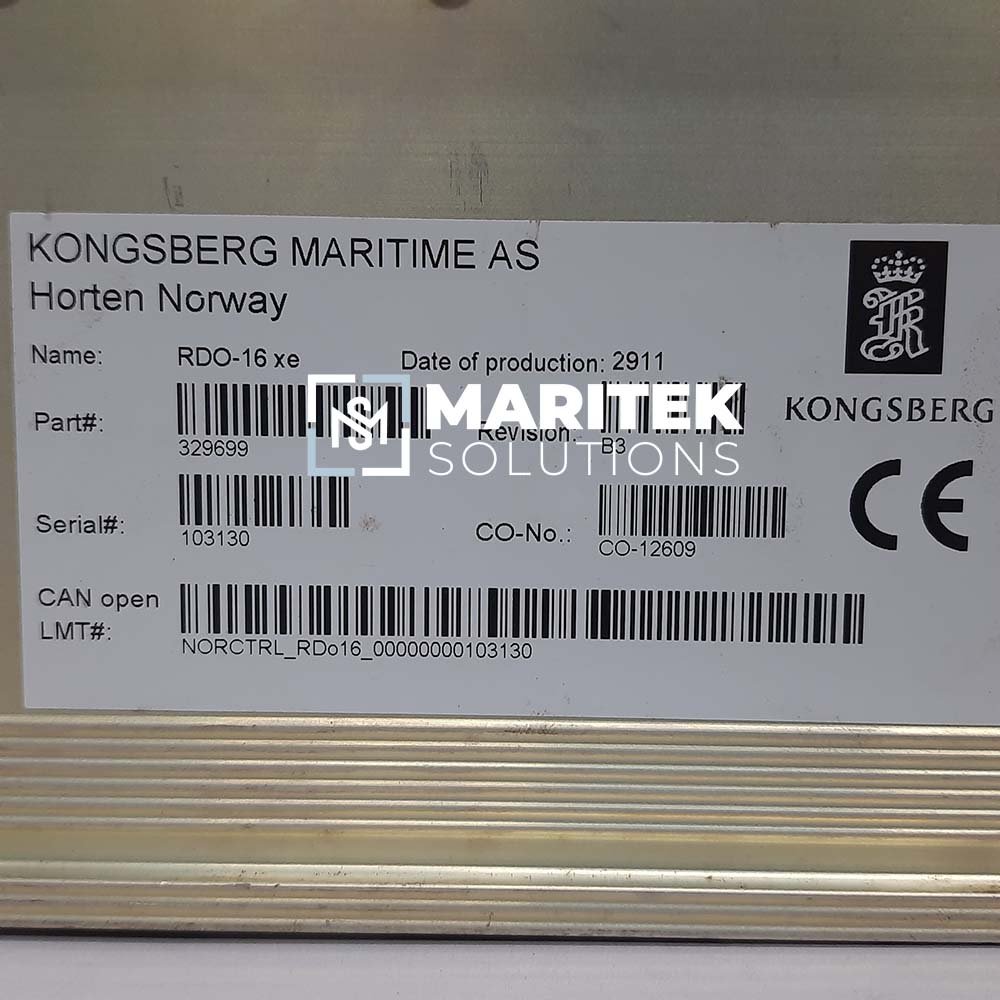 KONGSBERG MARITIME AS
Horten Norway
Name: RDO-16 xe Date of production: 2911
Part#: 329699 Revision: B3
Serial#: 103130 CO-No.: CO-12609
CAN open
LMT#: NORCTRL_RDo16_00000000103130
KONGSBERG
CE
MARITEK
SOLUTIONS